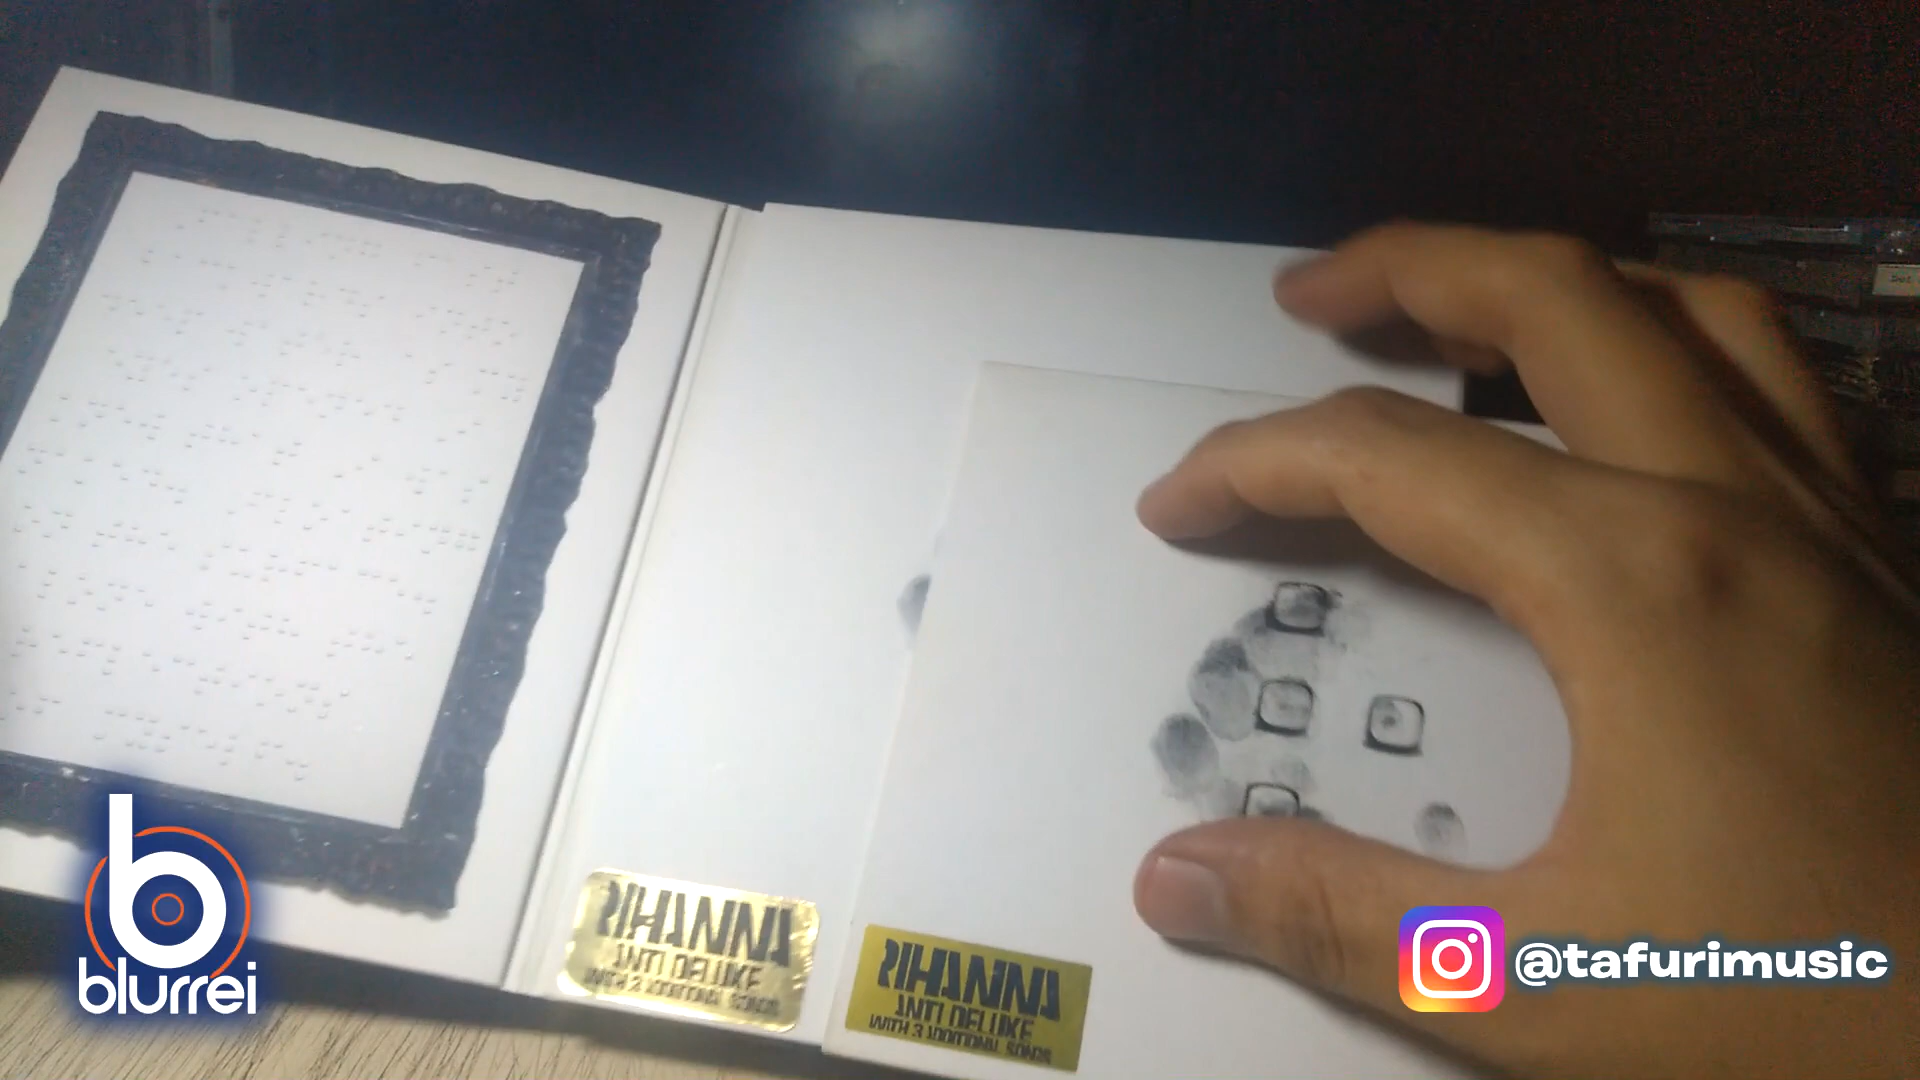 RIHANNA
ANTI DELUXE
WITH 3 ADDITIONAL SONGS
RIHANNA
ANTI DELUXE
WITH 3 ADDITIONAL SONGS
blurrei
@tafurimusic